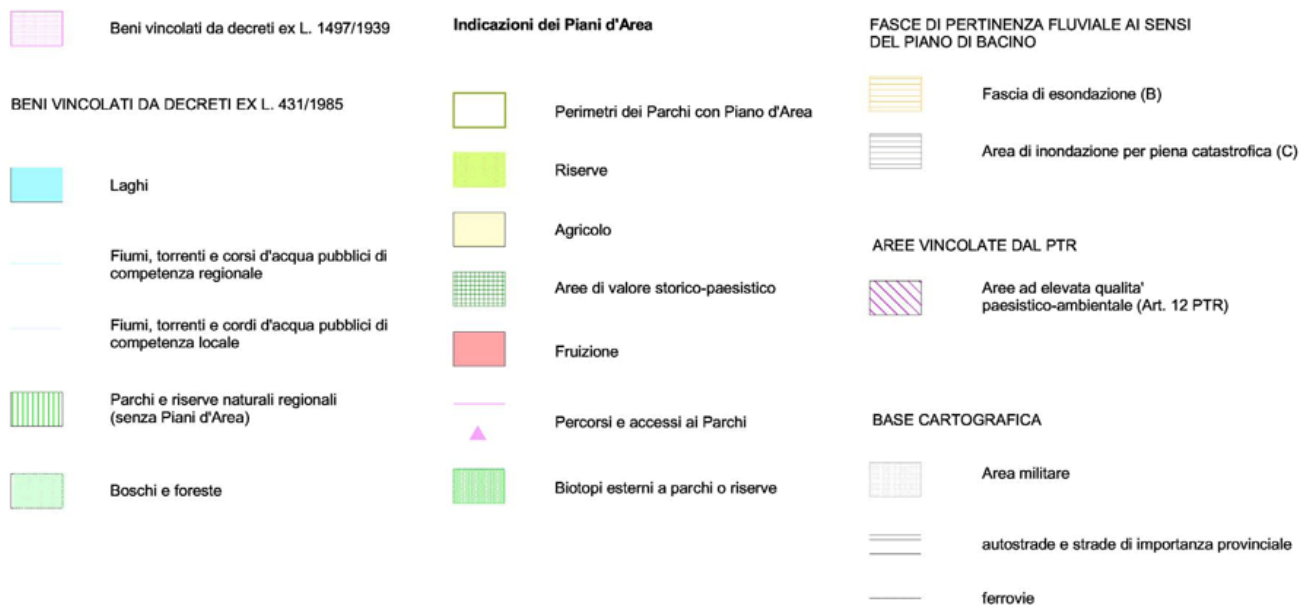 Beni vincolati da decreti ex L. 1497/1939
BENI VINCOLATI DA DECRETI EX L. 431/1985
Laghi
Fiumi, torrenti e corsi d'acqua pubblici di
competenza regionale
Fiumi, torrenti e cordi d'acqua pubblici di
competenza locale
Parchi e riserve naturali regionali
(senza Piani d'Area)
Boschi e foreste
Indicazioni dei Piani d'Area
Perimetri dei Parchi con Piano d'Area
Riserve
Agricolo
Aree di valore storico-paesistico
Fruizione
Percorsi e accessi ai Parchi
Biotopi esterni a parchi o riserve
FASCE DI PERTINENZA FLUVIALE AI SENSI
DEL PIANO DI BACINO
Fascia di esondazione (B)
Area di inondazione per piena catastrofica (C)
AREE VINCOLATE DAL PTR
Aree ad elevata qualita'
paesistico-ambientale (Art. 12 PTR)
BASE CARTOGRAFICA
Area militare
autostrade e strade di importanza provinciale
ferrovie